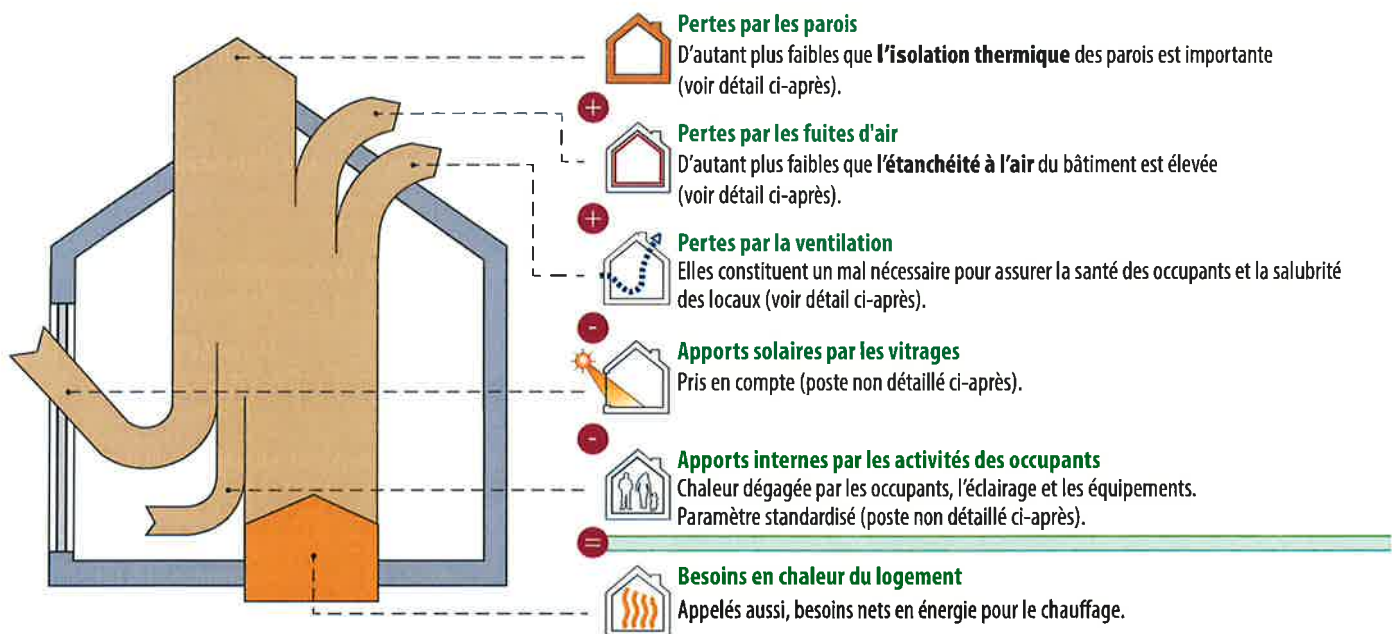 Pertes par les parois
D'autant plus faibles que l'isolation thermique des parois est importante
(voir détail ci-après).
+
Pertes par les fuites d'air
D'autant plus faibles que l'étanchéité à l'air du bâtiment est élevée
(voir détail ci-après).
+
Pertes par la ventilation
Elles constituent un mal nécessaire pour assurer la santé des occupants et la salubrité
des locaux (voir détail ci-après).
-
Apports solaires par les vitrages
Pris en compte (poste non détaillé ci-après).
-
Apports internes par les activités des occupants
Chaleur dégagée par les occupants, l'éclairage et les équipements.
Paramètre standardisé (poste non détaillé ci-après).
=
Besoins en chaleur du logement
Appelés aussi, besoins nets en énergie pour le chauffage.